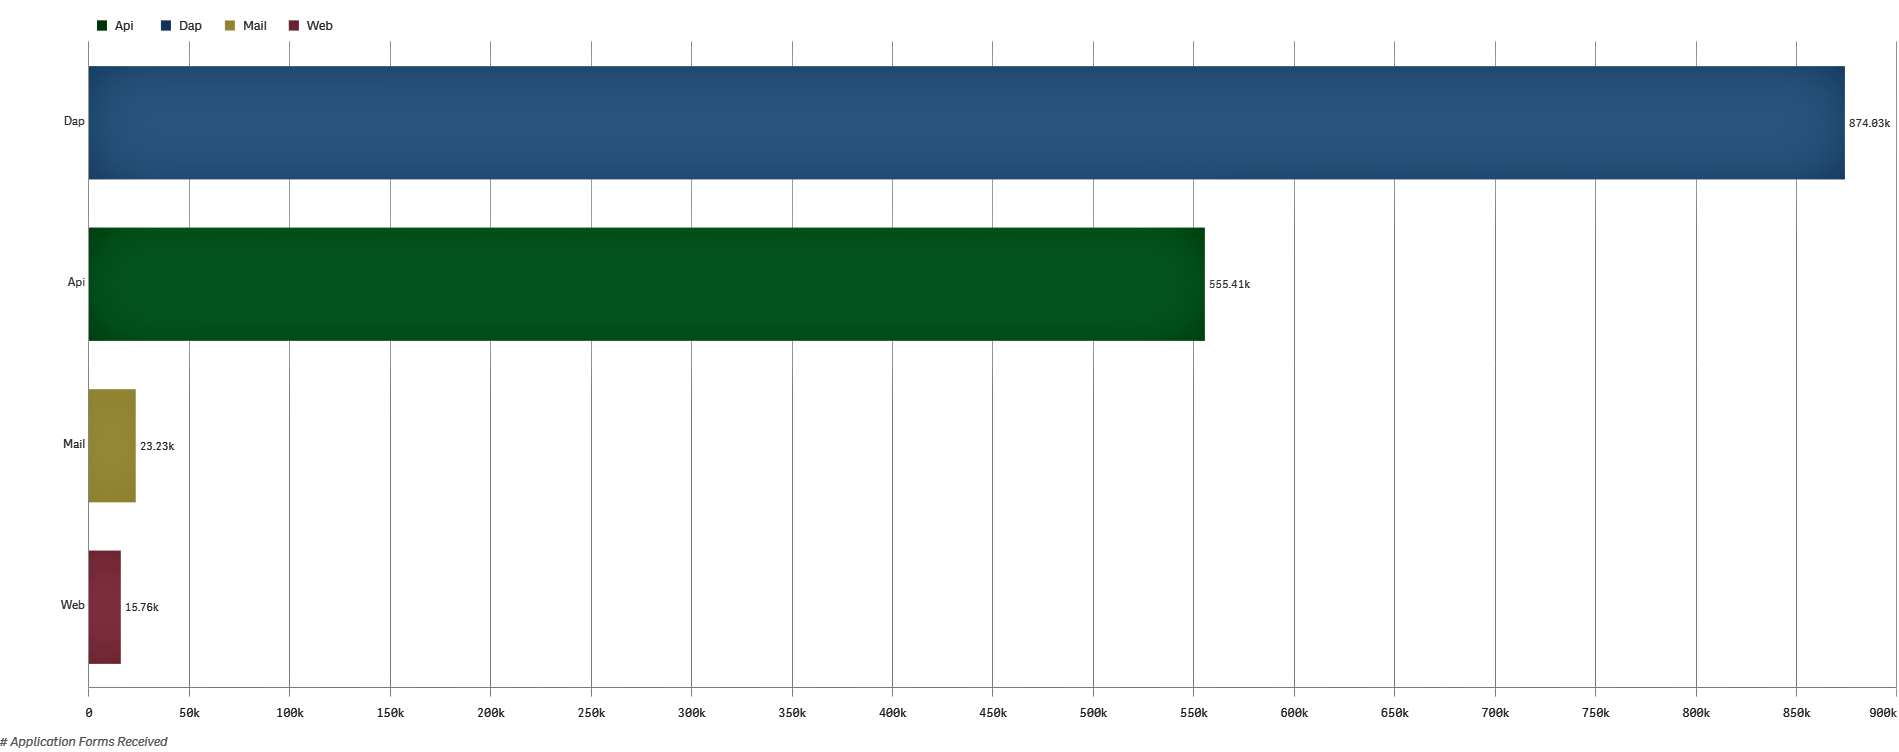 Api Dap Mail Web
Dap 874.03k
Api 555.41k
Mail 23.23k
Web 15.76k
0 50k 100k 150k 200k 250k 300k 350k 400k 450k 500k 550k 600k 650k 700k 750k 800k 850k 900k
# Application Forms Received